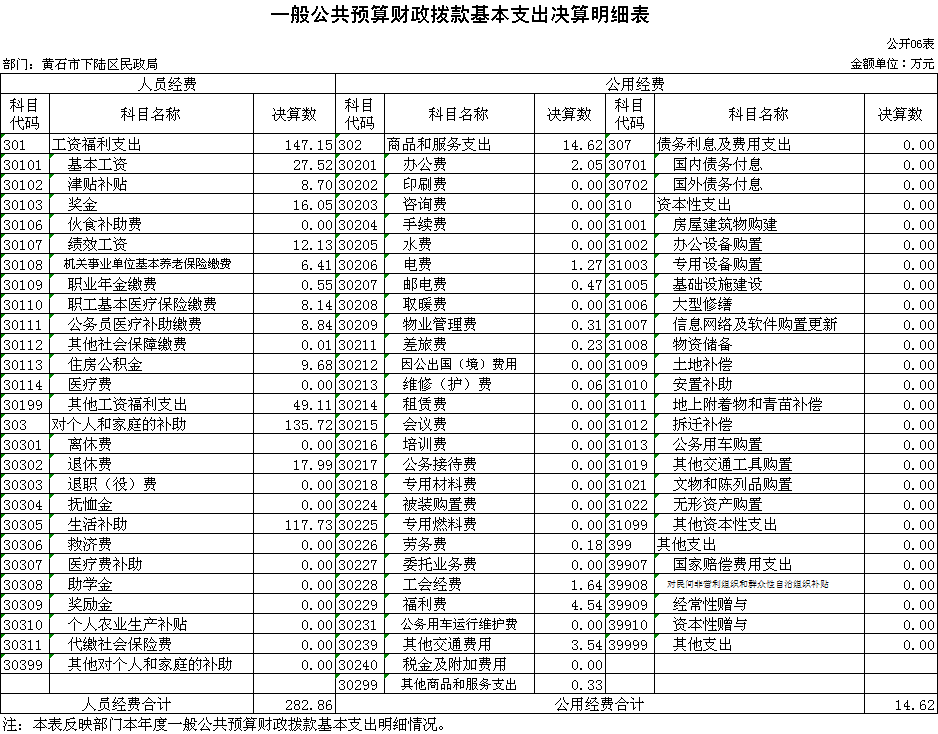 一般公共预算财政拨款基本支出决算明细表
公开06表
部门：黄石市下陆区民政局 金额单位：万元
人员经费 公用经费
科目代码 科目名称 决算数 科目代码 科目名称 决算数 科目代码 科目名称 决算数
301 工资福利支出 147.15 302 商品和服务支出 14.62 307 债务利息及费用支出 0.00
30101 基本工资 27.52 30201 办公费 2.05 30701 国内债务付息 0.00
30102 津贴补贴 8.70 30202 印刷费 0.00 30702 国外债务付息 0.00
30103 奖金 16.05 30203 咨询费 0.00 310 资本性支出 0.00
30106 伙食补助费 0.00 30204 手续费 0.00 31001 房屋建筑物购建 0.00
30107 绩效工资 12.13 30205 水费 0.00 31002 办公设备购置 0.00
30108 机关事业单位基本养老保险缴费 6.41 30206 电费 1.27 31003 专用设备购置 0.00
30109 职业年金缴费 0.55 30207 邮电费 0.47 31005 基础设施建设 0.00
30110 职工基本医疗保险缴费 8.14 30208 取暖费 0.00 31006 大型修缮 0.00
30111 公务员医疗补助缴费 8.84 30209 物业管理费 0.31 31007 信息网络及软件购置更新 0.00
30112 其他社会保障缴费 0.01 30211 差旅费 0.23 31008 物资储备 0.00
30113 住房公积金 9.68 30212 因公出国（境）费用 0.00 31009 土地补偿 0.00
30114 医疗费 0.00 30213 维修（护）费 0.06 31010 安置补助 0.00
30199 其他工资福利支出 49.11 30214 租赁费 0.00 31011 地上附着物和青苗补偿 0.00
303 对个人和家庭的补助 135.72 30215 会议费 0.00 31012 拆迁补偿 0.00
30301 离休费 0.00 30216 培训费 0.00 31013 公务用车购置 0.00
30302 退休费 17.99 30217 公务接待费 0.00 31019 其他交通工具购置 0.00
30303 退职（役）费 0.00 30218 专用材料费 0.00 31021 文物和陈列品购置 0.00
30304 抚恤金 0.00 30224 被装购置费 0.00 31022 无形资产购置 0.00
30305 生活补助 117.73 30225 专用燃料费 0.00 31099 其他资本性支出 0.00
30306 救济费 0.00 30226 劳务费 0.18 399 其他支出 0.00
30307 医疗费补助 0.00 30227 委托业务费 0.00 39907 国家赔偿费用支出 0.00
30308 助学金 0.00 30228 工会经费 1.64 39908 对民间非营利组织和群众性自治组织补贴 0.00
30309 奖励金 0.00 30229 福利费 4.54 39909 经常性赠与 0.00
30310 个人农业生产补贴 0.00 30231 公务用车运行维护费 0.00 39910 资本性赠与 0.00
30311 代缴社会保险费 0.00 30239 其他交通费用 3.54 39999 其他支出 0.00
30399 其他对个人和家庭的补助 0.00 30240 税金及附加费用 0.00
30299 其他商品和服务支出 0.33
人员经费合计 282.86 公用经费合计 14.62
注：本表反映部门本年度一般公共预算财政拨款基本支出明细情况。